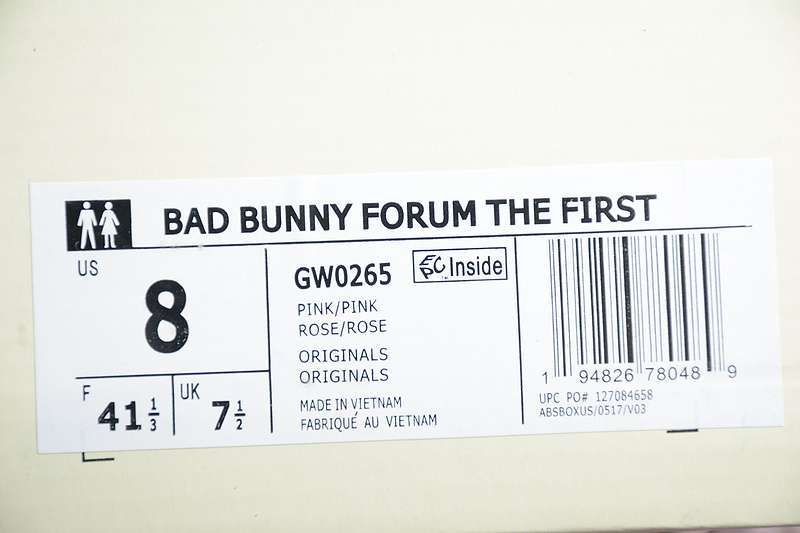 BAD BUNNY FORUM THE FIRST
US
8
F
41 1/3
UK
7 1/2
GW0265
EPC Inside
PINK/PINK
ROSE/ROSE
ORIGINALS
ORIGINALS
MADE IN VIETNAM
FABRIQUÉ AU VIETNAM
1 94826 78048 9
UPC PO# 127084658
ABSBOXUS/0517/V03